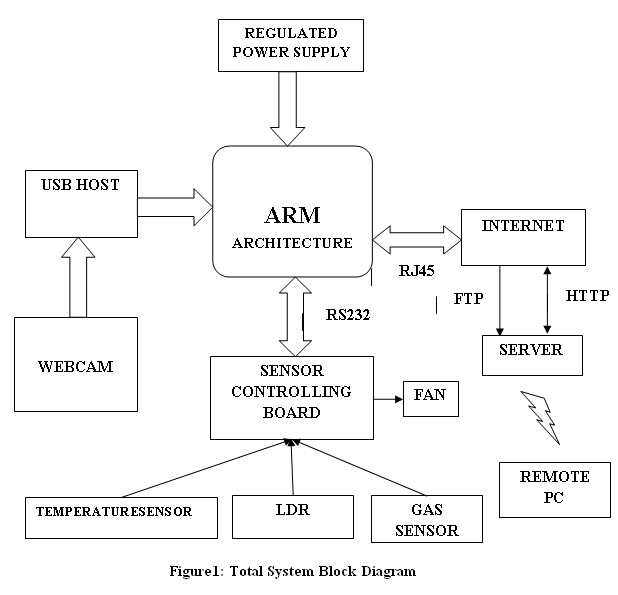 REGULATED
POWER SUPPLY
USB HOST
ARM
ARCHITECTURE
INTERNET
RJ45
FTP
HTTP
RS232
WEBCAM
SERVER
SENSOR
CONTROLLING
BOARD
FAN
REMOTE
PC
TEMPERATURESENSOR
LDR
GAS
SENSOR
Figure1: Total System Block Diagram